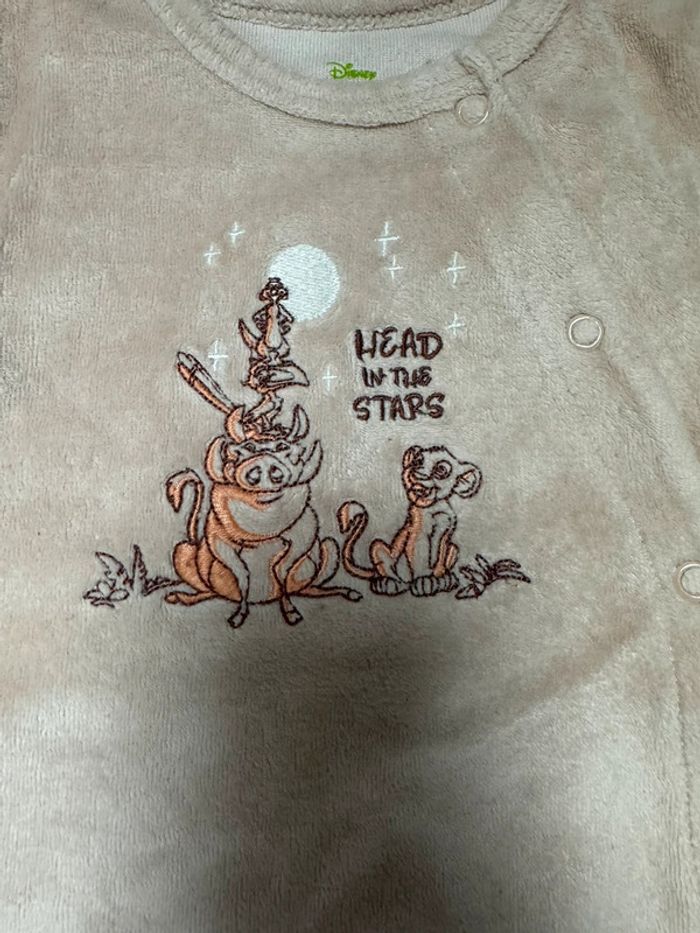 Disney
HEAD
IN THE
STARS